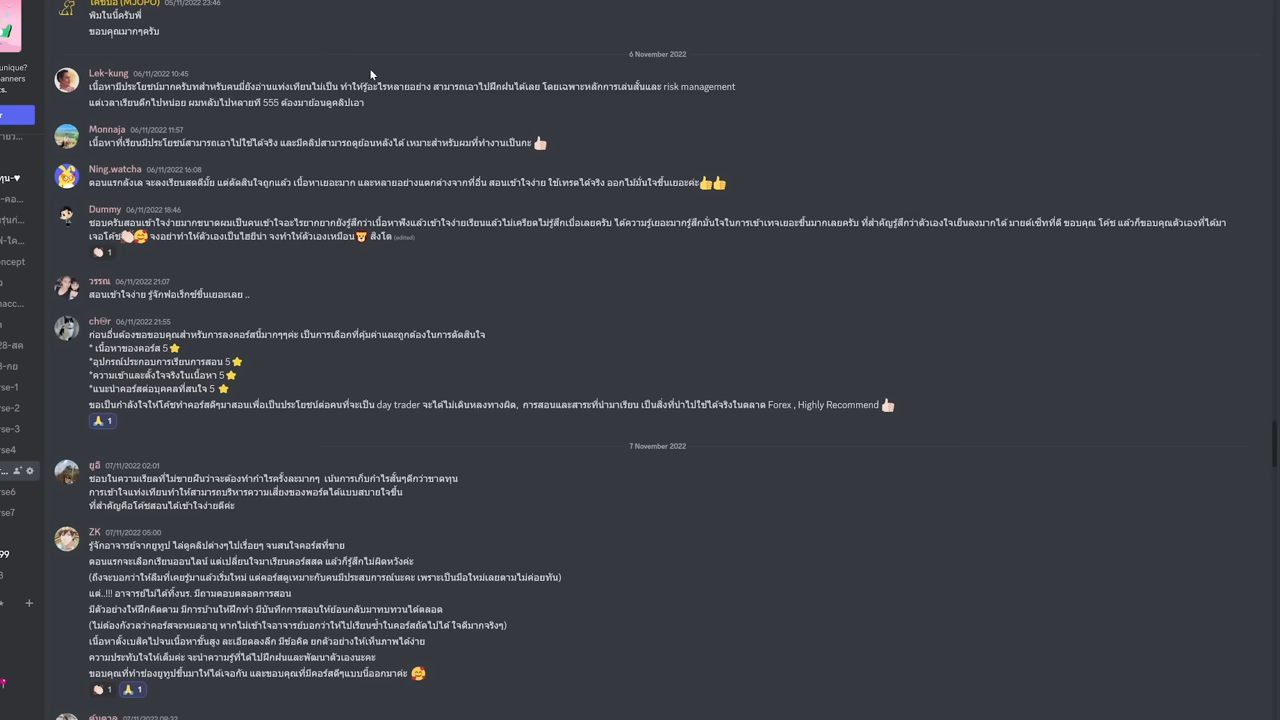 โค้ชบอ (MJOPO) 05/11/2022 23:46
พิมในนี้ครับพี่
ขอบคุณมากๆครับ
6 November 2022
unique?
anners
ts.
Lek-kung 06/11/2022 10:45
เนื้อหามีประโยชน์มากครับทสำหรับคนมี่ยังอ่านแท่งเทียนไม่เป็น ทำให้รู้อะไรหลายอย่าง สามารถเอาไปฝึกฝนได้เลย โดยเฉพาะหลักการเล่นสั้นและ risk management
แต่เวลาเรียนดึกไปหน่อย ผมหลับไปหลายที 555 ต้องมาย้อนดูคลิปเอา
Monnaja 06/11/2022 11:57
เนื้อหาที่เรียนมีประโยชน์สามารถเอาไปใช้ได้จริง และมีคลิปสามารถดูย้อนหลังได้ เหมาะสำหรับผมที่ทำงานเป็นกะ 👍🏻
Ning.watcha 06/11/2022 16:08
ตอนแรกลังเล จะลงเรียนสดดีมั้ย แต่ตัดสินใจถูกแล้ว เนื้อหาเยอะมาก และหลายอย่างแตกต่างจากที่อื่น สอนเข้าใจง่าย ใช้เทรดได้จริง ออกไม้มั่นใจขึ้นเยอะค่ะ👍👍
Dummy 06/11/2022 18:46
ชอบครับสอนเข้าใจง่ายมากขนาดผมเป็นคนเข้าใจอะไรยากยากยังรู้สึกว่าเนื้อหาฟังแล้วเข้าใจง่ายเรียนแล้วไม่เครียดไม่รู้สึกเบื่อเลยครับ ได้ความรู้เยอะมากรู้สึกมั่นใจในการเข้าเทจเยอะขึ้นมากเลยครับ ที่สำคัญรู้สึกว่าตัวเองใจเย็นลงมากได้ มายด์เซ็ทที่ดี ขอบคุณ โค้ช แล้วก็ขอบคุณตัวเองที่ได้มา
เจอโค้ช👏🏻🥰 จงอย่าทำให้ตัวเองเป็นไฮยีน่า จงทำให้ตัวเองเหมือน🦁 สิงโต (edited)
👏🏻 1
วรรณ 06/11/2022 21:07
สอนเข้าใจง่าย รู้จักฟอเร็กซ์ขึ้นเยอะเลย ..
06/11/2022 21:55
ก่อนอื่นต้องขอขอบคุณสำหรับการลงคอร์สนี้มากๆๆค่ะ เป็นการเลือกที่คุ้มค่าและถูกต้องในการตัดสินใจ
* เนื้อหาของคอร์ส 5⭐
*อุปกรณ์ประกอบการเรียนการสอน 5⭐
*ความเข้าและตั้งใจจริงในเนื้อหา 5⭐
*แนะนำคอร์สต่อบุคคลที่สนใจ 5 ⭐
ขอเป็นกำลังใจให้โค้ชทำคอร์สดีๆมาสอนเพื่อเป็นประโยชน์ต่อคนที่จะเป็น day trader จะได้ไม่เดินหลงทางผิด, การสอนและสาระที่นำมาเรียน เป็นสิ่งที่นำไปใช้ได้จริงในตลาด Forex , Highly Recommend 👍🏻
🙏 1
7 November 2022
ยูอิ 07/11/2022 02:01
ชอบในความเรียลที่ไม่ขายฝันว่าจะต้องทำกำไรครั้งละมากๆ เน้นการเก็บกำไรสั้นๆดีกว่าขาดทุน
การเข้าใจแท่งเทียนทำให้สามารถบริหารความเสี่ยงของพอร์ตได้แบบสบายใจขึ้น
ที่สำคัญคือโค้ชสอนได้เข้าใจง่ายดีค่ะ
ZK 07/11/2022 05:00
รู้จักอาจารย์จากยูทูป ไล่ดูคลิปต่างๆไปเรื่อยๆ จนสนใจคอร์สที่ขาย
ตอนแรกจะเลือกเรียนออนไลน์ แต่เปลี่ยนใจมาเรียนคอร์สสด แล้วก็รู้สึกไม่ผิดหวังค่ะ
(ถึงจะบอกว่าให้ลืมที่เคยรู้มาแล้วเริ่มใหม่ แต่คอร์สดูเหมาะกับคนมีประสบการณ์นะคะ เพราะเป็นมือใหม่เลยตามไม่ค่อยทัน)
แต่..!!! อาจารย์ไม่ได้ทิ้งนร. มีถามตอบตลอดการสอน
มีตัวอย่างให้ฝึกคิดตาม มีการบ้านให้ฝึกทำ มีบันทึกการสอนให้ย้อนกลับมาทบทวนได้ตลอด
(ไม่ต้องกังวลว่าคอร์สจะหมดอายุ หากไม่เข้าใจอาจารย์บอกว่าให้ไปเรียนซ้ำในคอร์สถัดไปได้ ใจดีมากจริงๆ)
เนื้อหาตั้งเบสิคไปจนเนื้อหาขั้นสูง ละเอียดลงลึก มีข้อคิด ยกตัวอย่างให้เห็นภาพได้ง่าย
ความประทับใจให้เต็มค่ะ จะนำความรู้ที่ได้ไปฝึกฝนและพัฒนาตัวเองนะคะ
ขอบคุณที่ทำช่องยูทูปขึ้นมาให้ได้เจอกัน และขอบคุณที่มีคอร์สดีๆแบบนี้ออกมาค่ะ 🥰
👏🏻 1 🙏 1
07/11/2022 08:32